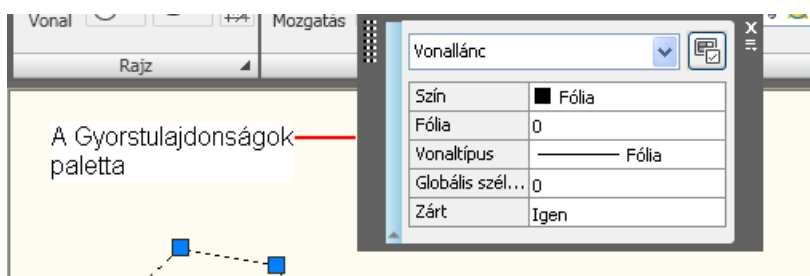 Vonal
Mozgatás
Rajz
Vonallánc
Szín Fólia
Fólia 0
Vonaltípus Fólia
Globális szél... 0
Zárt Igen
A Gyorstulajdonságok
paletta